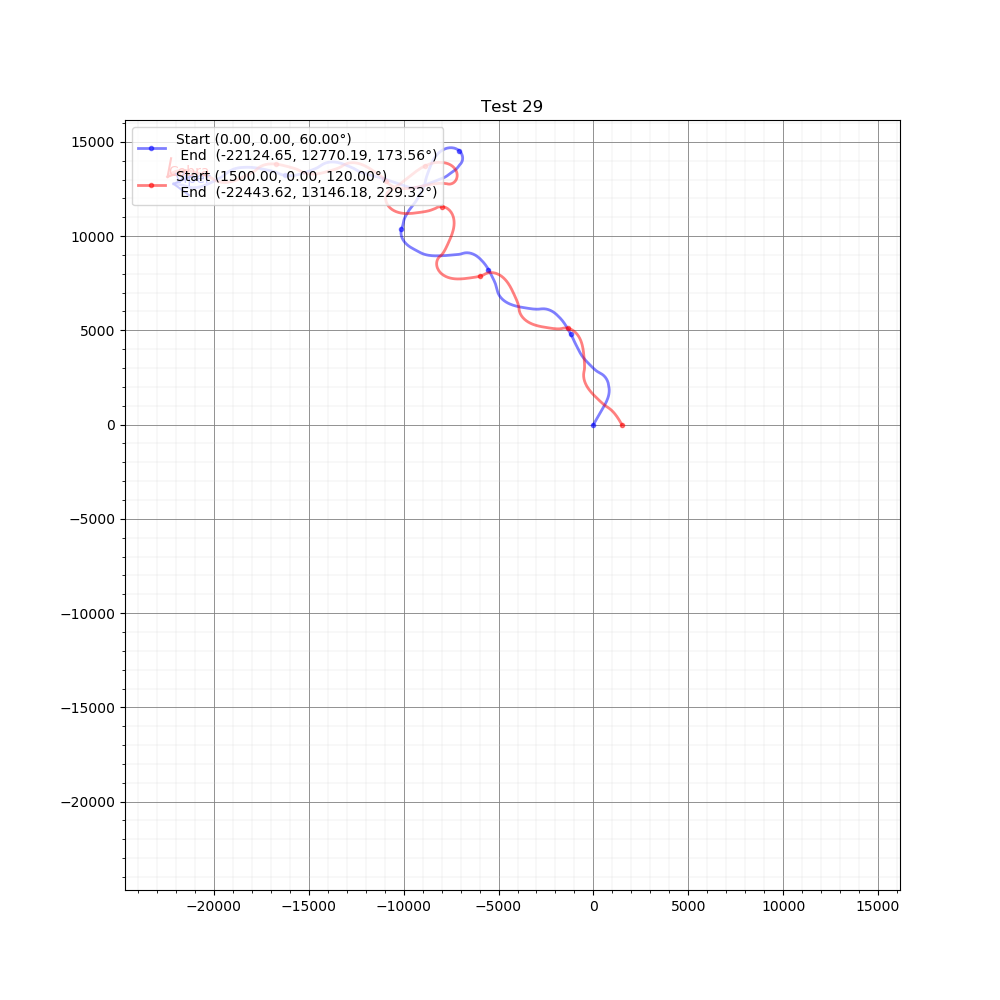 Test 29
Start (0.00, 0.00, 60.00°)
End  (-22124.65, 12770.19, 173.56°)
Start (1500.00, 0.00, 120.00°)
End  (-22443.62, 13146.18, 229.32°)
15000
10000
5000
0
−5000
−10000
−15000
−20000
−20000 −15000 −10000 −5000 0 5000 10000 15000